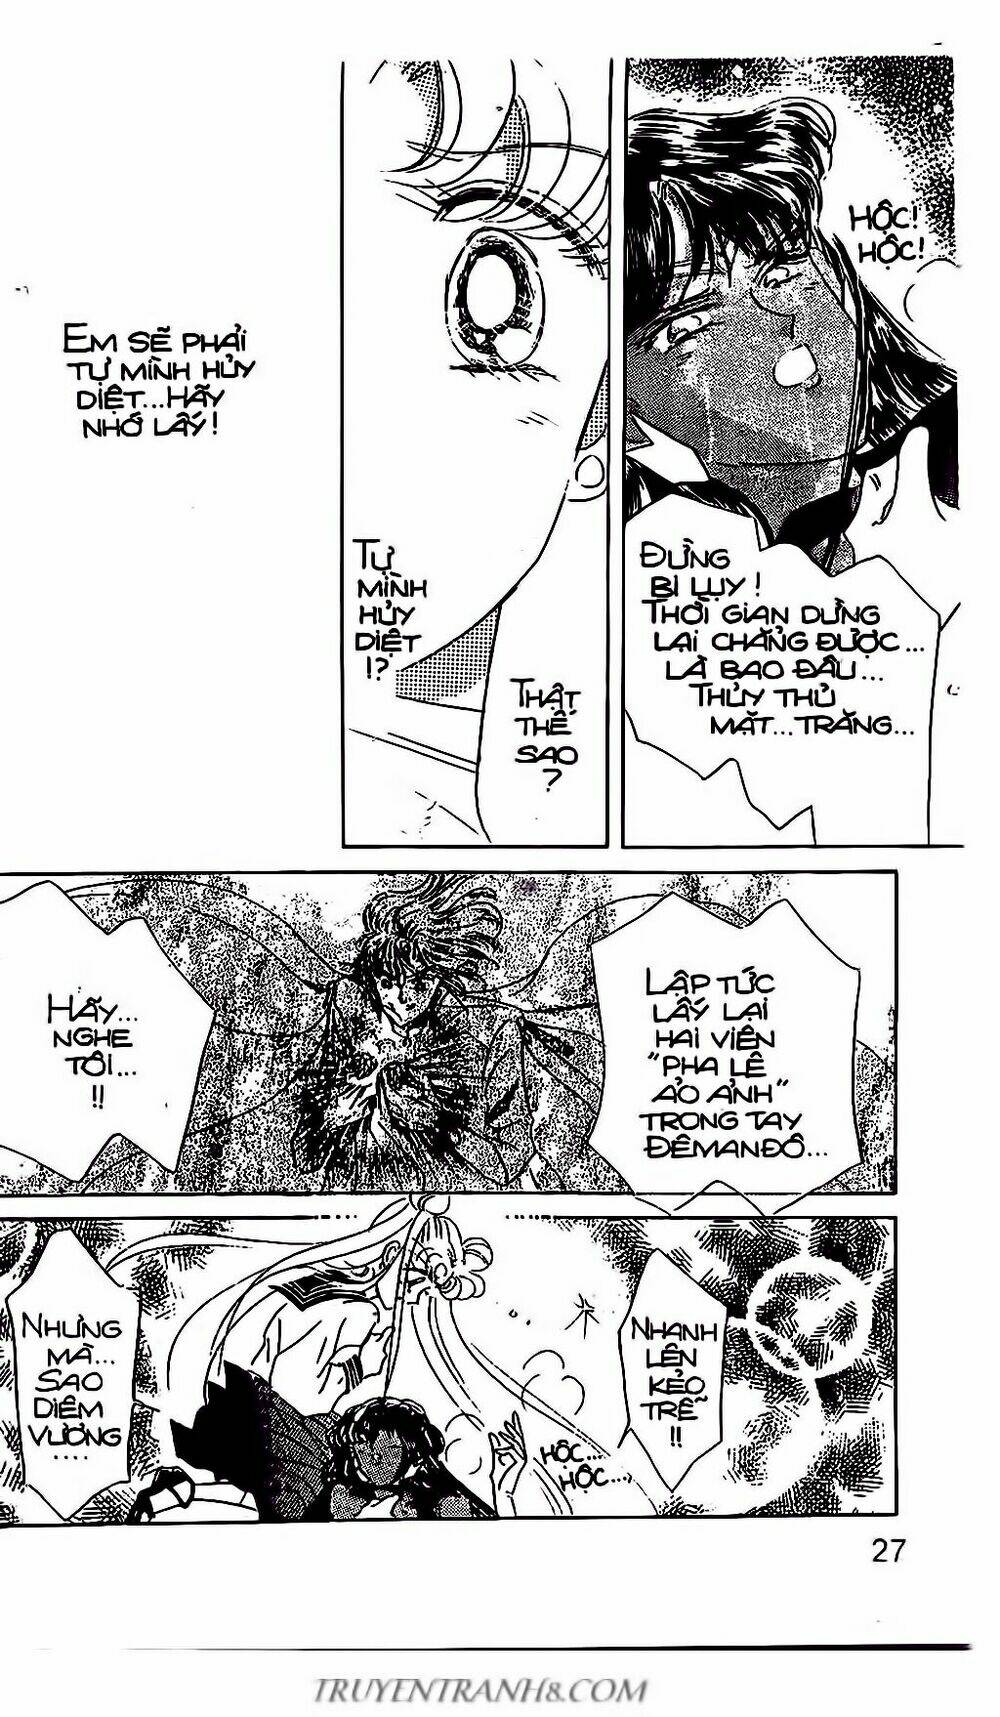 HỘC!
HỘC!
ĐỪNG
BI LỤY!
THỜI GIAN DỪNG
LẠI CHẲNG ĐƯỢC...
LÀ BAO ĐÂU...
THỦY THỦ
MẶT...TRĂNG...
THẬT
THẾ
SAO
?
TỰ
MÌNH
HỦY
DIỆT
!?
EM SẼ PHẢI
TỰ MÌNH HỦY
DIỆT...HÃY
NHỚ LẤY!
LẬP TỨC
LẤY LẠI
HAI VIÊN
"PHA LÊ
ẢO ẢNH"
TRONG TAY
ĐÊMANĐÔ...
HÃY...
NGHE
TÔI...
!!
NHANH
LÊN
KẺO
TRỄ
!!
HỘC...
HỘC...
NHƯNG
MÀ...
SAO
DIÊM
VƯƠNG
....
27
TRUYENTRANH8.COM